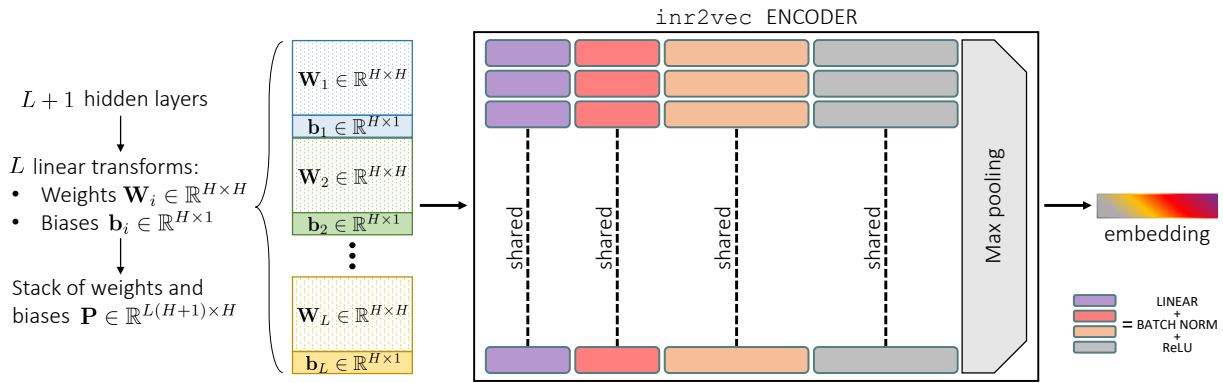 inr2vec ENCODER
L + 1 hidden layers
L linear transforms:
• Weights W_i ∈ ℝ^{H×H}
• Biases b_i ∈ ℝ^{H×1}
Stack of weights and
biases P ∈ ℝ^{L(H+1)×H}
W_1 ∈ ℝ^{H×H}
b_1 ∈ ℝ^{H×1}
W_2 ∈ ℝ^{H×H}
b_2 ∈ ℝ^{H×1}
W_L ∈ ℝ^{H×H}
b_L ∈ ℝ^{H×1}
shared
shared
shared
shared
Max pooling
embedding
LINEAR
+
= BATCH NORM
+
ReLU